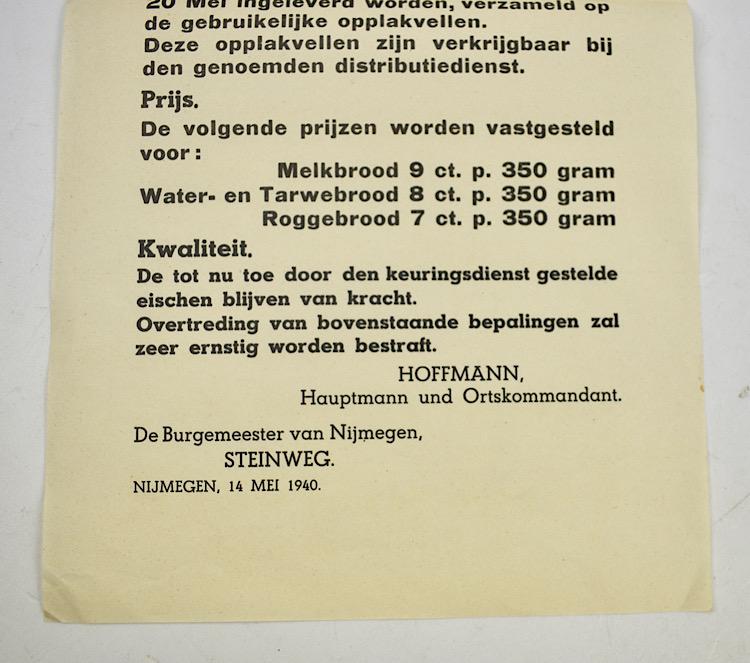 20 Mei ingeleverd worden, verzameld op
de gebruikelijke opplakvellen.
Deze opplakvellen zijn verkrijgbaar bij
den genoemden distributiedienst.
Prijs.
De volgende prijzen worden vastgesteld
voor:
Melkbrood 9 ct. p. 350 gram
Water- en Tarwebrood 8 ct. p. 350 gram
Roggebrood 7 ct. p. 350 gram
Kwaliteit.
De tot nu toe door den keuringsdienst gestelde
eischen blijven van kracht.
Overtreding van bovenstaande bepalingen zal
zeer ernstig worden bestraft.
HOFFMANN,
Hauptmann und Ortskommandant.
De Burgemeester van Nijmegen,
STEINWEG.
NIJMEGEN, 14 MEI 1940.